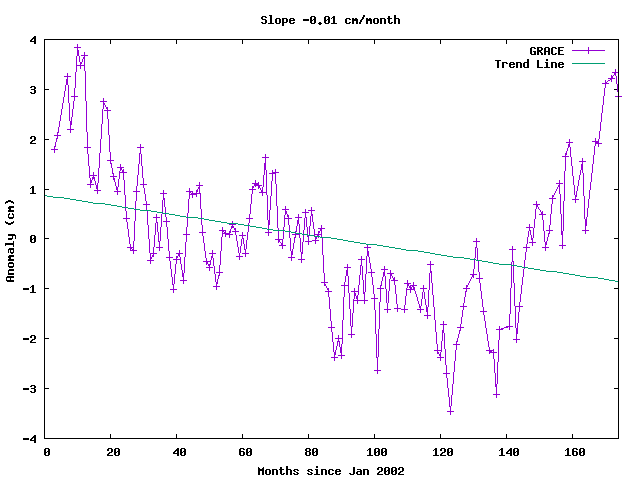 Slope -0.01 cm/month
GRACE
Trend Line
4
3
2
1
0
-1
-2
-3
-4
Anomaly (cm)
0 20 40 60 80 100 120 140 160
Months since Jan 2002